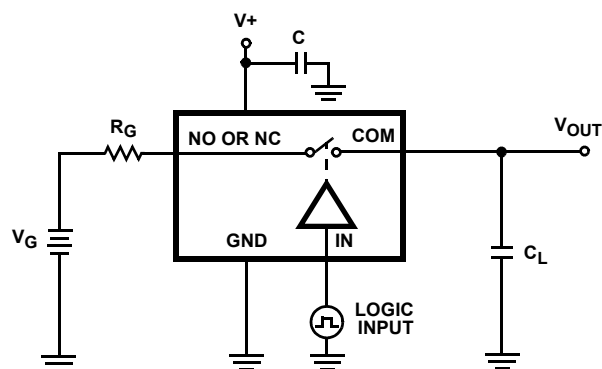 V+
C
RG
NO OR NC
COM
VOUT
VG
GND
IN
CL
LOGIC
INPUT